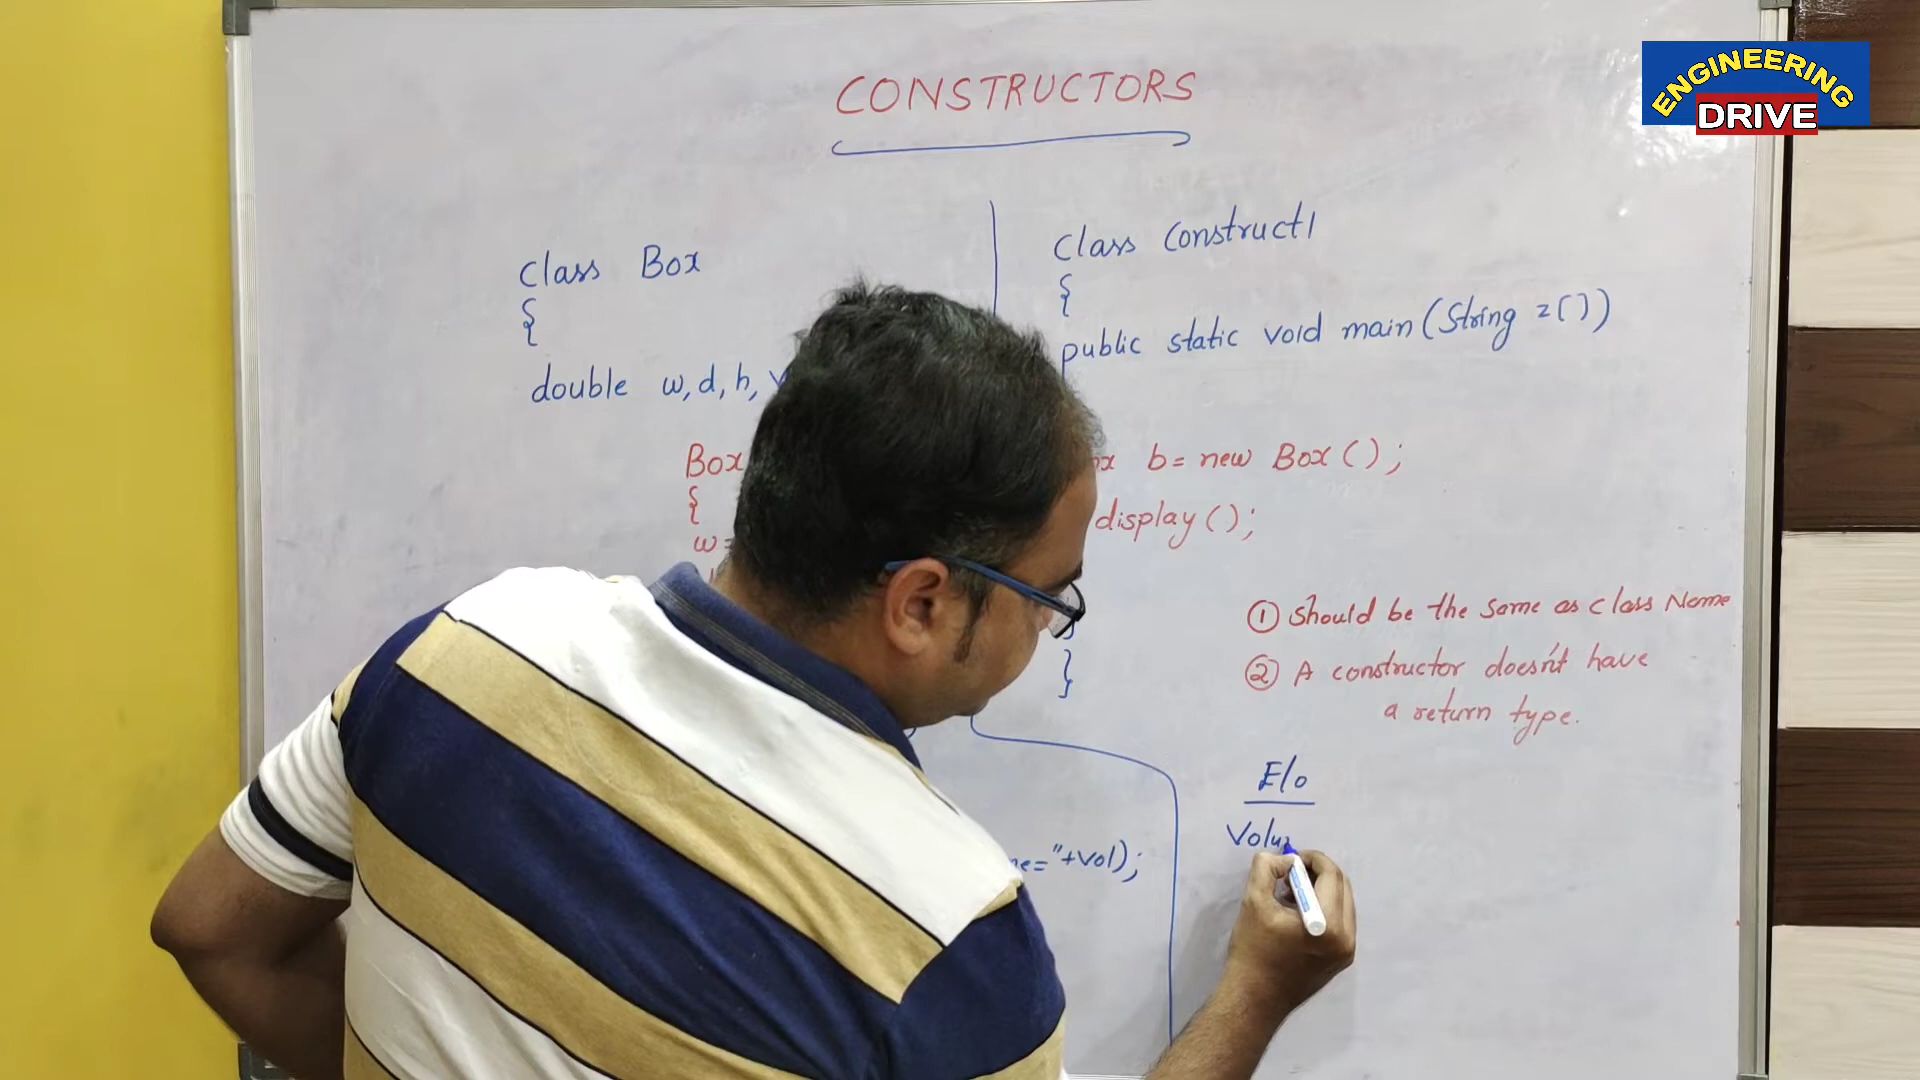 ENGINEERING
DRIVE
CONSTRUCTORS
class Box
{
double w, d, h,
Box
{
w=
class Construct1
{
public static void main(String z[])
b= new Box();
display();
}
① Should be the same as class Name
② A constructor doesn't have
a return type.
E/o
="+vol);